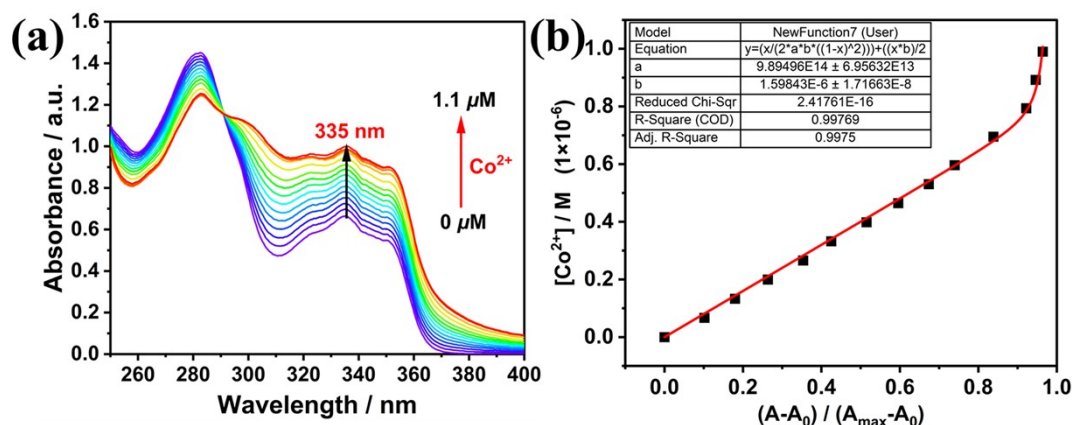 (a)
1.6
1.4
1.2
1.0
0.8
0.6
0.4
0.2
0.0
Absorbance / a.u.
250 280 300 320 340 360 380 400
Wavelength / nm
335 nm
1.1 μM
Co²⁺
0 μM
(b)
1.0
0.8
0.6
0.4
0.2
0.0
[Co²⁺] / M (1×10⁻⁶)
0.0 0.2 0.4 0.6 0.8 1.0
(A-A₀) / (Aₘₐₓ-A₀)
Model NewFunction7 (User)
Equation y=(x/(2*a*b*((1-x)^2)))+((x*b)/2
a 9.89496E14 ± 6.95632E13
b 1.59843E-6 ± 1.71663E-8
Reduced Chi-Sqr 2.41761E-16
R-Square (COD) 0.99769
Adj. R-Square 0.9975